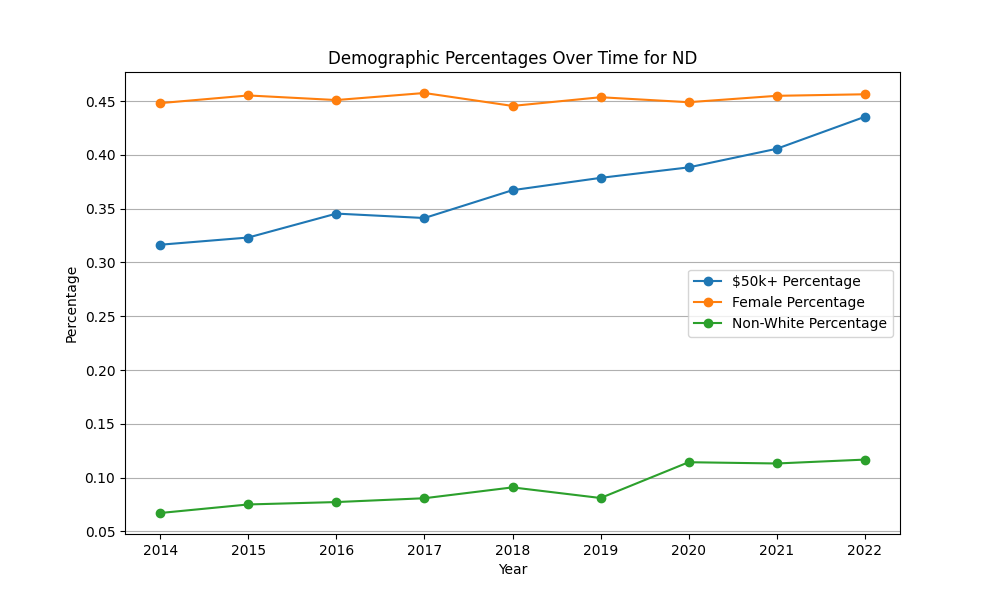 Demographic Percentages Over Time for ND
Percentage
0.45
0.40
0.35
0.30
0.25
0.20
0.15
0.10
0.05
$50k+ Percentage
Female Percentage
Non-White Percentage
2014 2015 2016 2017 2018 2019 2020 2021 2022
Year